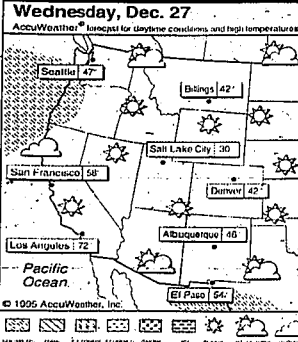 Wednesday, Dec. 27
AccuWeather® forecast for daytime conditions and high temperatures
Seattle 47°
Billings 42°
Salt Lake City 30
San Francisco 58°
Denver 42°
Albuquerque 46
Los Angeles 72
Pacific
Ocean
El Paso 54°
© 1995 AccuWeather, Inc.